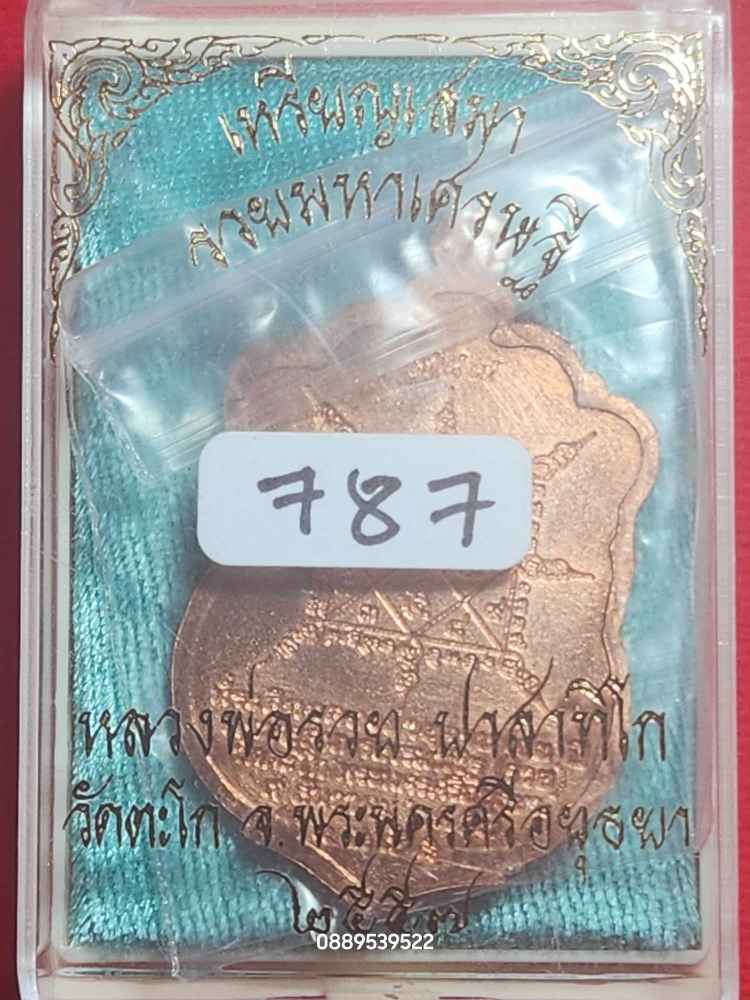 เหรียญเสมา
รวยมหาเศรษฐี
787
หลวงพ่อรวย ปาสาทิโก
วัดตะโก จ.พระนครศรีอยุธยา
๒๕๕๗
0889539522